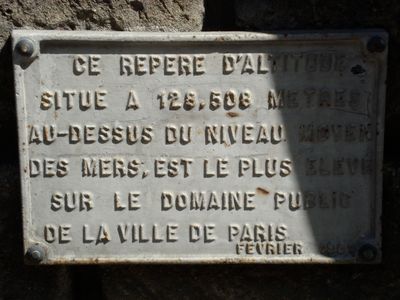 CE REPERE D'ALTITUDE
SITUÉ A 128,508 METRES
AU-DESSUS DU NIVEAU MOYEN
DES MERS, EST LE PLUS ELEVE
SUR LE DOMAINE PUBLIC
DE LA VILLE DE PARIS
FEVRIER